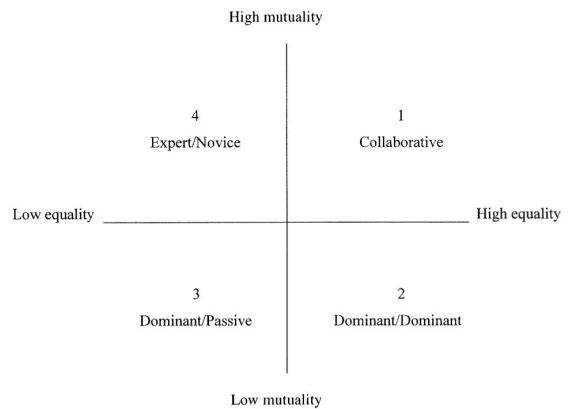 High mutuality
4
Expert/Novice
1
Collaborative
Low equality
High equality
3
Dominant/Passive
2
Dominant/Dominant
Low mutuality